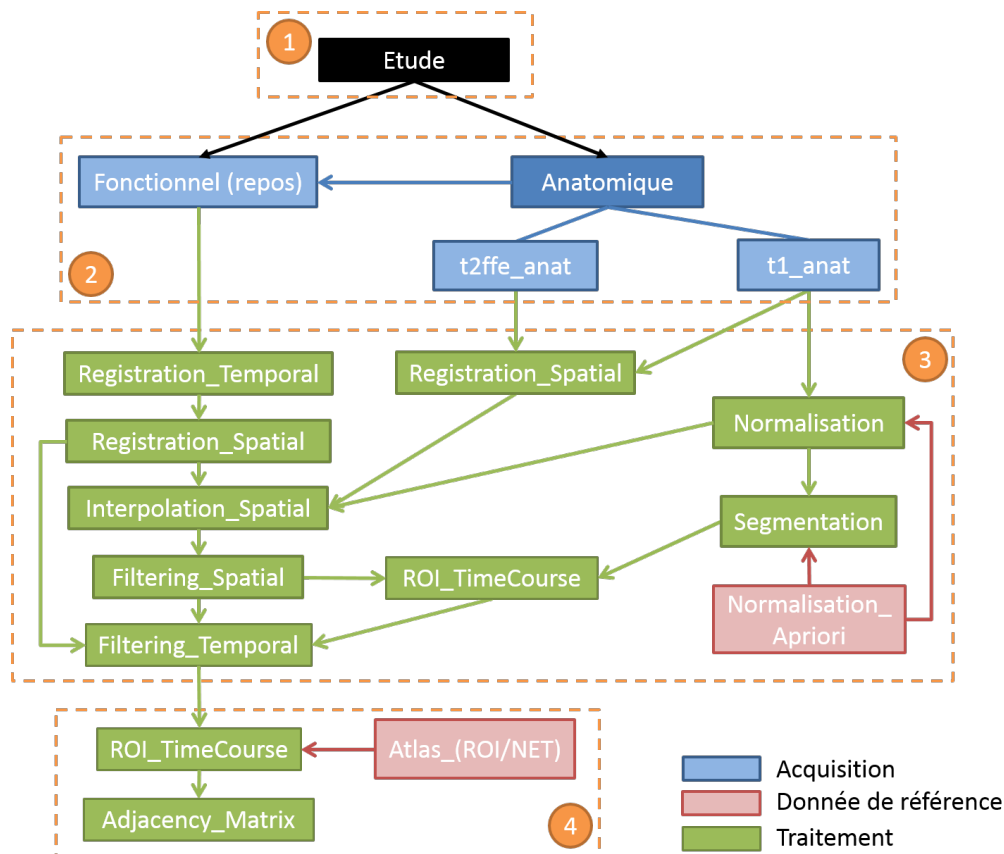 1
Etude
Fonctionnel (repos)
Anatomique
2
t2ffe_anat
t1_anat
3
Registration_Temporal
Registration_Spatial
Registration_Spatial
Normalisation
Interpolation_Spatial
Segmentation
Filtering_Spatial
ROI_TimeCourse
Normalisation_
Apriori
Filtering_Temporal
ROI_TimeCourse
Atlas_(ROI/NET)
Adjacency_Matrix
4
Acquisition
Donnée de référence
Traitement